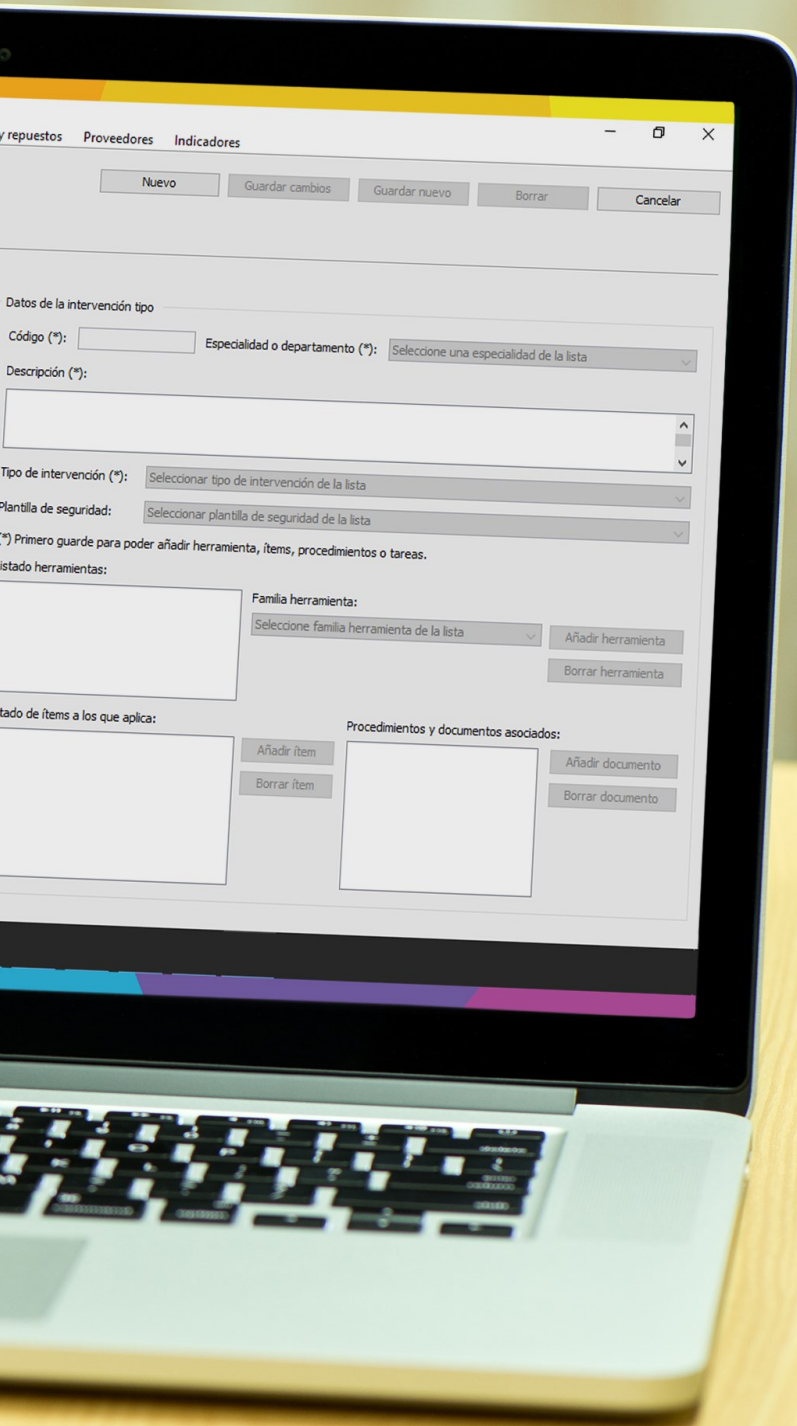 y repuestos Proveedores Indicadores
Nuevo Guardar cambios Guardar nuevo Borrar Cancelar
Datos de la intervención tipo
Código (*): Especialidad o departamento (*): Seleccione una especialidad de la lista
Descripción (*):
Tipo de intervención (*): Seleccionar tipo de intervención de la lista
Plantilla de seguridad: Seleccionar plantilla de seguridad de la lista
(*) Primero guarde para poder añadir herramienta, ítems, procedimientos o tareas.
istado herramientas:
Familia herramienta:
Seleccione familia herramienta de la lista Añadir herramienta
Borrar herramienta
tado de ítems a los que aplica: Procedimientos y documentos asociados:
Añadir ítem Añadir documento
Borrar ítem Borrar documento